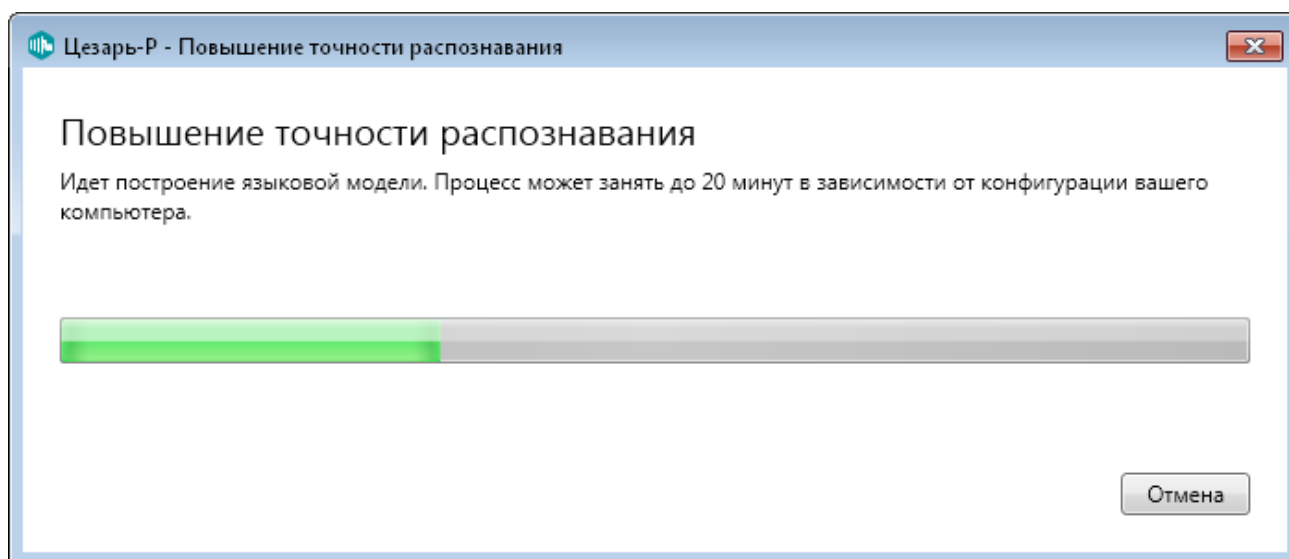 Цезарь-Р - Повышение точности распознавания
Повышение точности распознавания
Идет построение языковой модели. Процесс может занять до 20 минут в зависимости от конфигурации вашего
компьютера.
Отмена